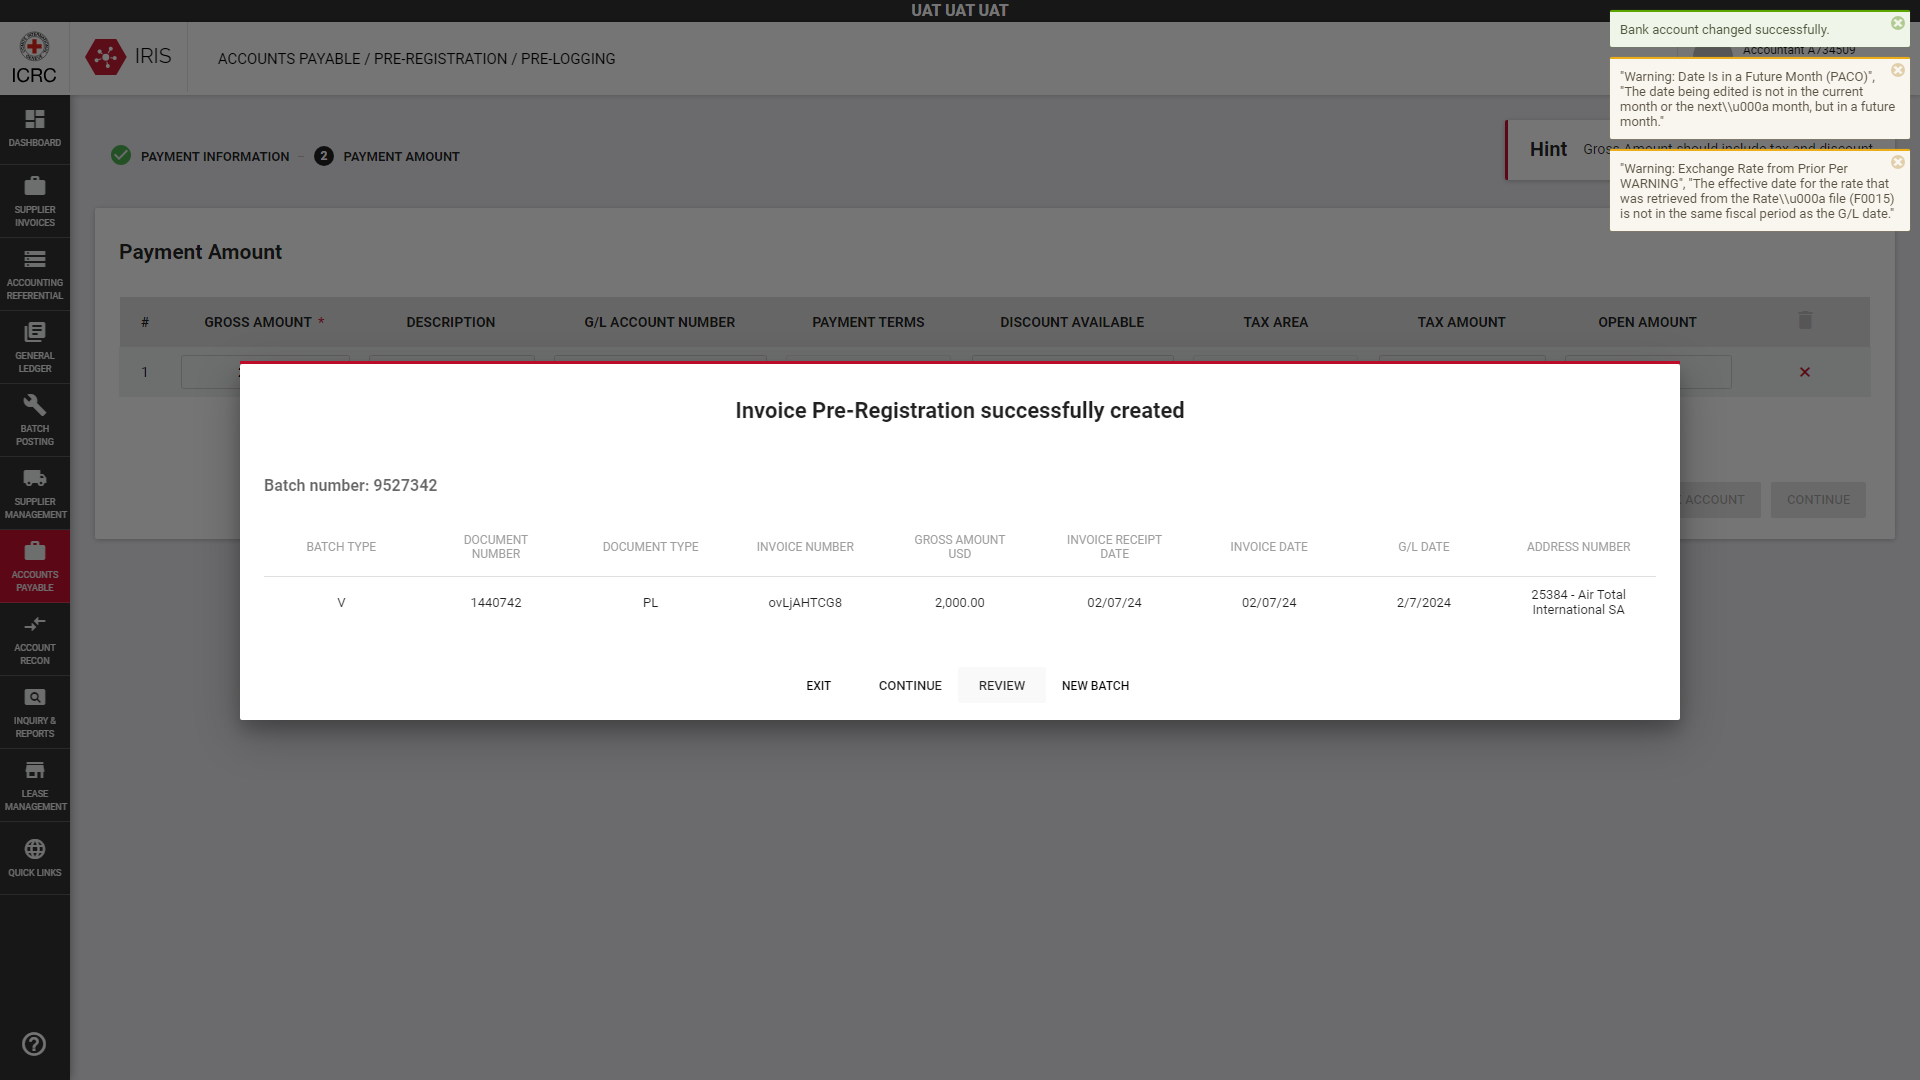 UAT UAT UAT
ICRC
IRIS
ACCOUNTS PAYABLE / PRE-REGISTRATION / PRE-LOGGING
Accountant A734509
Bank account changed successfully.
"Warning: Date Is in a Future Month (PACO)",
"The date being edited is not in the current
month or the next\\u000a month, but in a future
month."
"Warning: Exchange Rate from Prior Per
WARNING", "The effective date for the rate that
was retrieved from the Rate\\u000a file (F0015)
is not in the same fiscal period as the G/L date."
DASHBOARD
SUPPLIER
INVOICES
ACCOUNTING
REFERENTIAL
GENERAL
LEDGER
BATCH
POSTING
SUPPLIER
MANAGEMENT
ACCOUNTS
PAYABLE
ACCOUNT
RECON
INQUIRY &
REPORTS
LEASE
MANAGEMENT
QUICK LINKS
PAYMENT INFORMATION
2 PAYMENT AMOUNT
Hint Gross Amount should include tax and discount
Payment Amount
# GROSS AMOUNT * DESCRIPTION G/L ACCOUNT NUMBER PAYMENT TERMS DISCOUNT AVAILABLE TAX AREA TAX AMOUNT OPEN AMOUNT
1
ACCOUNT CONTINUE
Invoice Pre-Registration successfully created
Batch number: 9527342
BATCH TYPE DOCUMENT NUMBER DOCUMENT TYPE INVOICE NUMBER GROSS AMOUNT USD INVOICE RECEIPT DATE INVOICE DATE G/L DATE ADDRESS NUMBER
V 1440742 PL ovLjAHTCG8 2,000.00 02/07/24 02/07/24 2/7/2024 25384 - Air Total International SA
EXIT CONTINUE REVIEW NEW BATCH